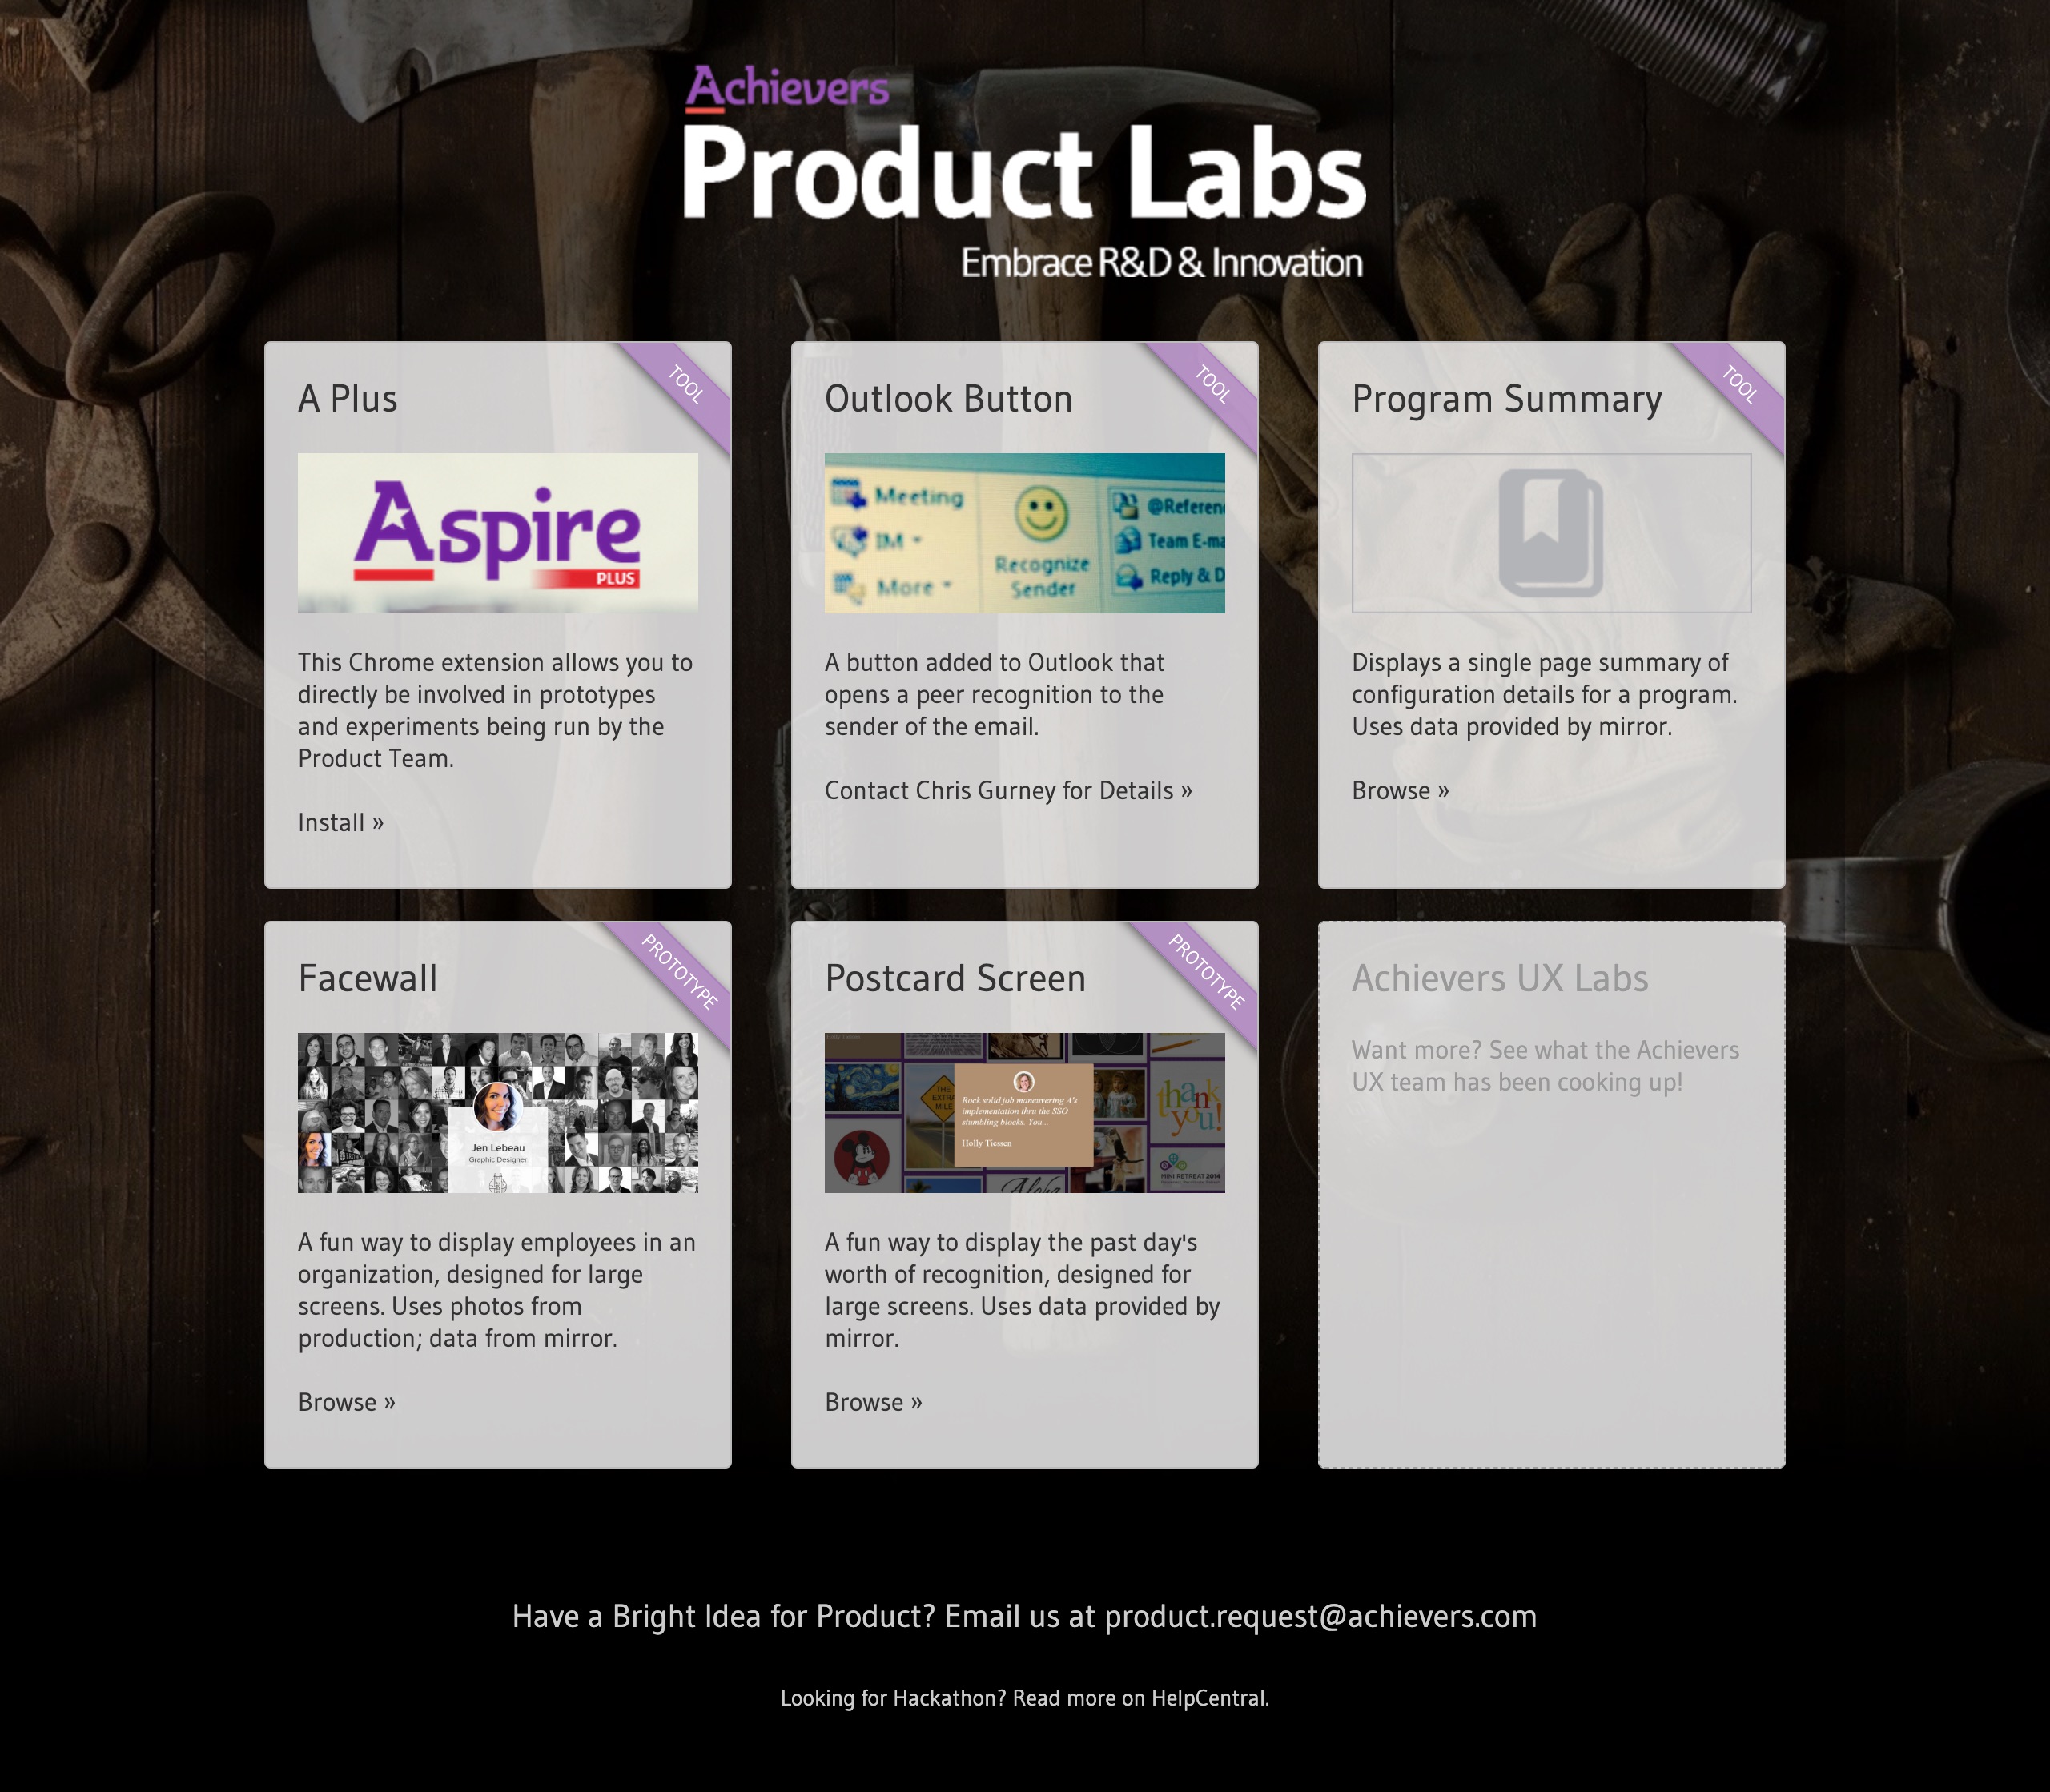 Achievers
Product Labs
Embrace R&D & Innovation
TOOL
A Plus
Aspire
PLUS
This Chrome extension allows you to
directly be involved in prototypes
and experiments being run by the
Product Team.
Install »
TOOL
Outlook Button
Meeting
IM
More
Recognize
Sender
@Referen
Team E-ma
Reply & D
A button added to Outlook that
opens a peer recognition to the
sender of the email.
Contact Chris Gurney for Details »
TOOL
Program Summary
Displays a single page summary of
configuration details for a program.
Uses data provided by mirror.
Browse »
PROTOTYPE
Facewall
Jen Lebeau
Graphic Designer
A fun way to display employees in an
organization, designed for large
screens. Uses photos from
production; data from mirror.
Browse »
PROTOTYPE
Postcard Screen
THE
EXTRA
MILE
Rock solid job maneuvering A's
implementation thru the SSO
stumbling blocks. You...
Holly Tiessen
thank
you!
MINI RETREAT 2014
Aloha
A fun way to display the past day's
worth of recognition, designed for
large screens. Uses data provided by
mirror.
Browse »
Achievers UX Labs
Want more? See what the Achievers
UX team has been cooking up!
Have a Bright Idea for Product? Email us at product.request@achievers.com
Looking for Hackathon? Read more on HelpCentral.